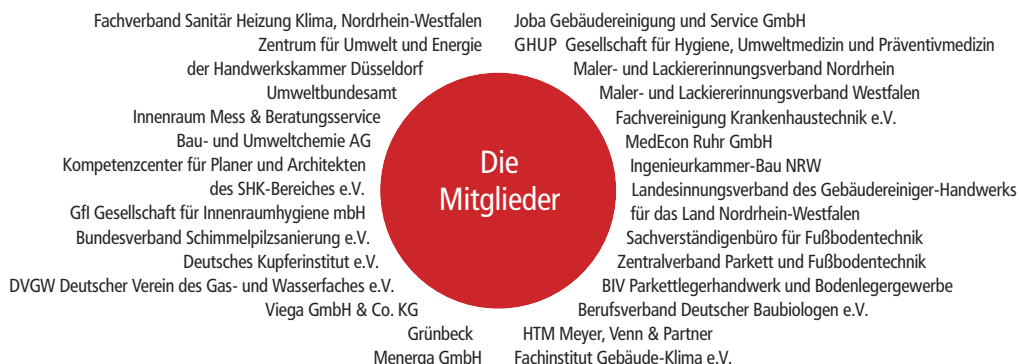 Fachverband Sanitär Heizung Klima, Nordrhein-Westfalen
Zentrum für Umwelt und Energie
der Handwerkskammer Düsseldorf
Umweltbundesamt
Innenraum Mess & Beratungsservice
Bau- und Umweltchemie AG
Kompetenzcenter für Planer und Architekten
des SHK-Bereiches e.V.
GfI Gesellschaft für Innenraumhygiene mbH
Bundesverband Schimmelpilzsanierung e.V.
Deutsches Kupferinstitut e.V.
DVGW Deutscher Verein des Gas- und Wasserfaches e.V.
Viega GmbH & Co. KG
Grünbeck
Menerga GmbH
Die
Mitglieder
Joba Gebäudereinigung und Service GmbH
GHUP Gesellschaft für Hygiene, Umweltmedizin und Präventivmedizin
Maler- und Lackiererinnungsverband Nordrhein
Maler- und Lackiererinnungsverband Westfalen
Fachvereinigung Krankenhaustechnik e.V.
MedEcon Ruhr GmbH
Ingenieurkammer-Bau NRW
Landesinnungsverband des Gebäudereiniger-Handwerks
für das Land Nordrhein-Westfalen
Sachverständigenbüro für Fußbodentechnik
Zentralverband Parkett und Fußbodentechnik
BIV Parkettlegerhandwerk und Bodenlegergewerbe
Berufsverband Deutscher Baubiologen e.V.
HTM Meyer, Venn & Partner
Fachinstitut Gebäude-Klima e.V.